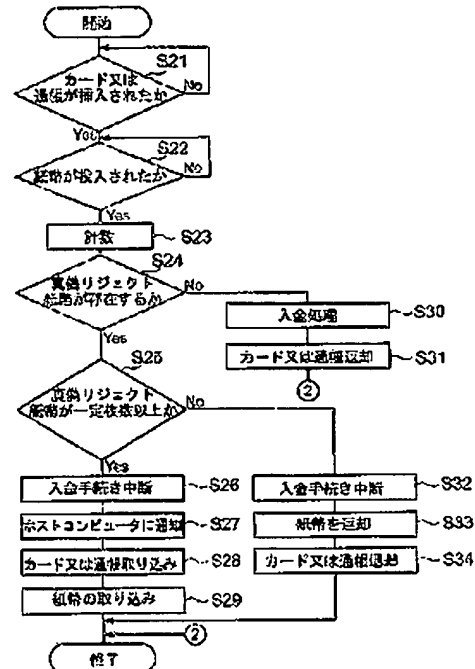 開始
カード又は
通帳が挿入されたか
S21
No
Yes
紙幣が投入されたか
S22
No
Yes
計数
S23
真偽リジェクト
紙幣が存在するか
S24
No
Yes
入金処理
S30
カード又は通帳返却
S31
②
真偽リジェクト
紙幣が一定枚数以上か
S25
No
Yes
入金手続き中断
S26
ホストコンピュータに通知
S27
カード又は通帳取り込み
S28
紙幣の取り込み
S29
入金手続き中断
S32
紙幣を返却
S33
カード又は通帳返却
S34
②
終了